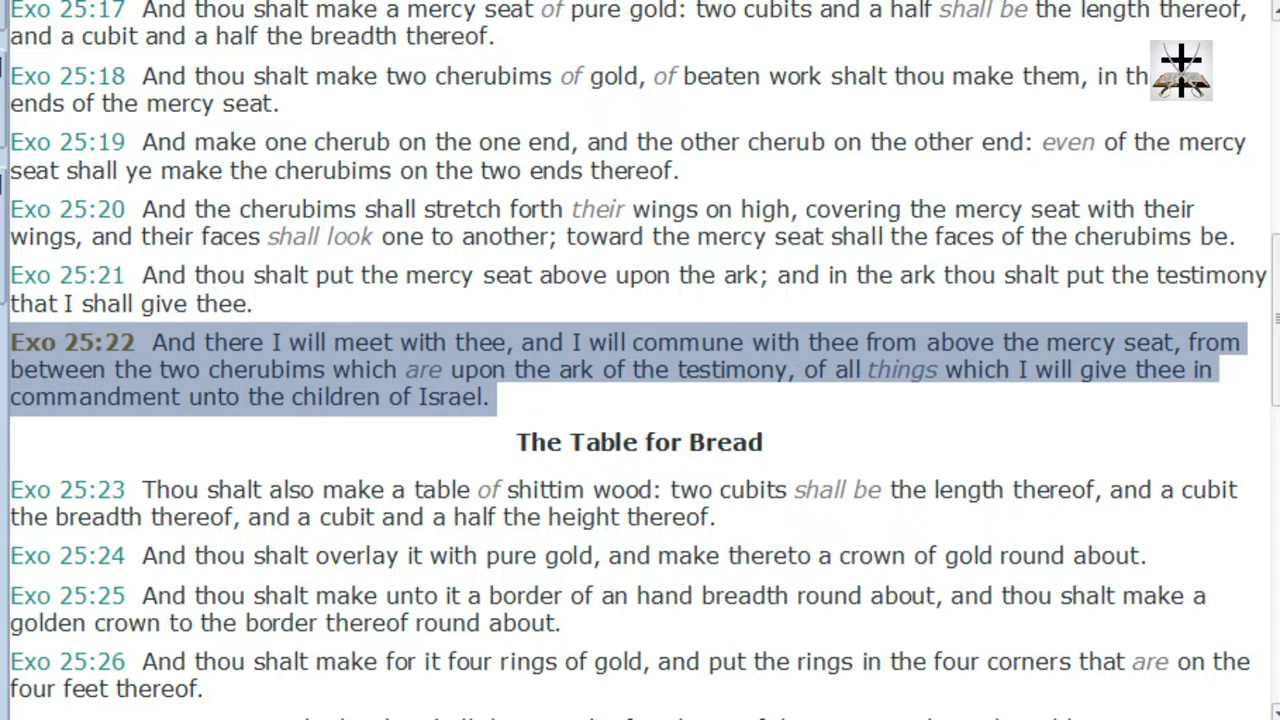 Exo 25:17 And thou shalt make a mercy seat of pure gold: two cubits and a half shall be the length thereof,
and a cubit and a half the breadth thereof.
Exo 25:18 And thou shalt make two cherubims of gold, of beaten work shalt thou make them, in th
ends of the mercy seat.
Exo 25:19 And make one cherub on the one end, and the other cherub on the other end: even of the mercy
seat shall ye make the cherubims on the two ends thereof.
Exo 25:20 And the cherubims shall stretch forth their wings on high, covering the mercy seat with their
wings, and their faces shall look one to another; toward the mercy seat shall the faces of the cherubims be.
Exo 25:21 And thou shalt put the mercy seat above upon the ark; and in the ark thou shalt put the testimony
that I shall give thee.
Exo 25:22 And there I will meet with thee, and I will commune with thee from above the mercy seat, from
between the two cherubims which are upon the ark of the testimony, of all things which I will give thee in
commandment unto the children of Israel.
The Table for Bread
Exo 25:23 Thou shalt also make a table of shittim wood: two cubits shall be the length thereof, and a cubit
the breadth thereof, and a cubit and a half the height thereof.
Exo 25:24 And thou shalt overlay it with pure gold, and make thereto a crown of gold round about.
Exo 25:25 And thou shalt make unto it a border of an hand breadth round about, and thou shalt make a
golden crown to the border thereof round about.
Exo 25:26 And thou shalt make for it four rings of gold, and put the rings in the four corners that are on the
four feet thereof.